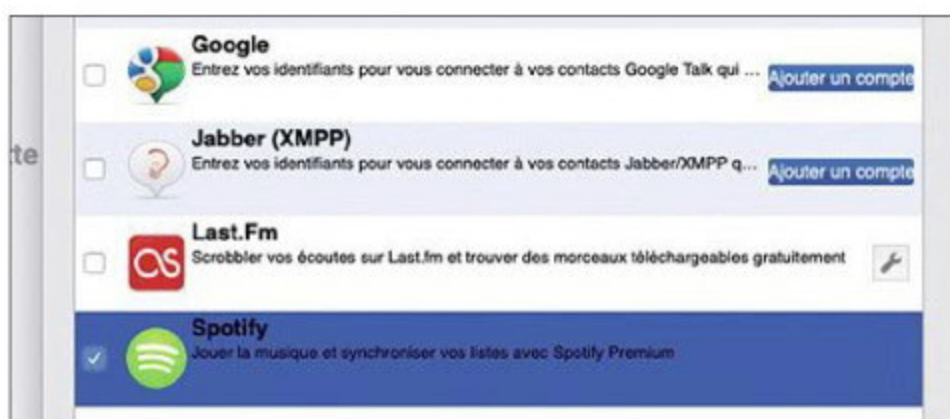 Google
Entrez vos identifiants pour vous connecter à vos contacts Google Talk qui ...
Ajouter un compte
te
Jabber (XMPP)
Entrez vos identifiants pour vous connecter à vos contacts Jabber/XMPP q...
Ajouter un compte
Last.Fm
Scrobbler vos écoutes sur Last.fm et trouver des morceaux téléchargeables gratuitement
Spotify
Jouer la musique et synchroniser vos listes avec Spotify Premium